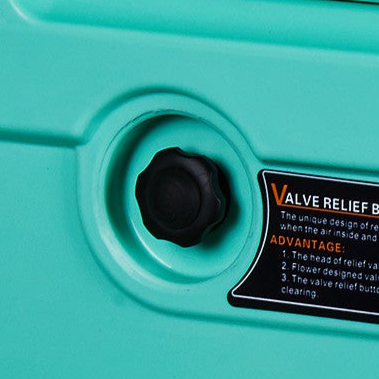 VALVE RELIEF B
The unique design of re
when the air inside and
ADVANTAGE:
1. The head of relief va
2. Flower designed val
3. The valve relief butto
clearing.